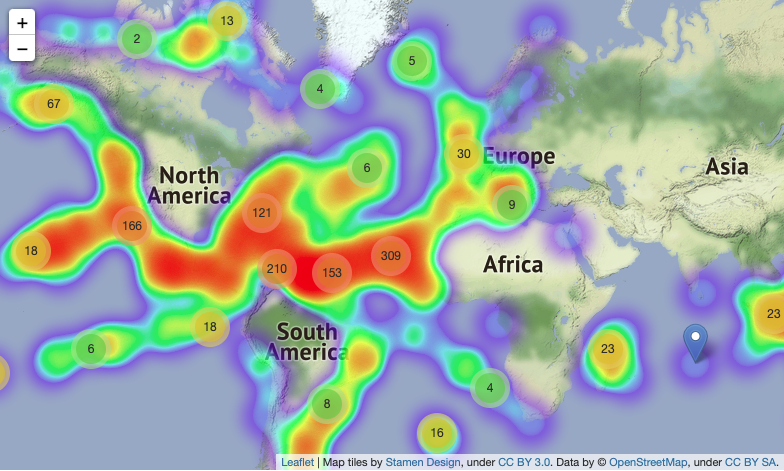 +
−
13
2
5
4
67
30
Europe
North
America
6
Asia
9
121
166
18
309
210
153
Africa
23
18
South
America
6
23
4
8
16
Leaflet | Map tiles by Stamen Design, under CC BY 3.0. Data by © OpenStreetMap, under CC BY SA.